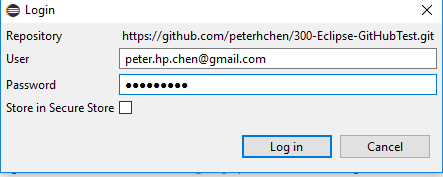 Login
Repository https://github.com/peterhchen/300-Eclipse-GitHubTest.git
User peter.hp.chen@gmail.com
Password ●●●●●●●●●
Store in Secure Store
Log in Cancel